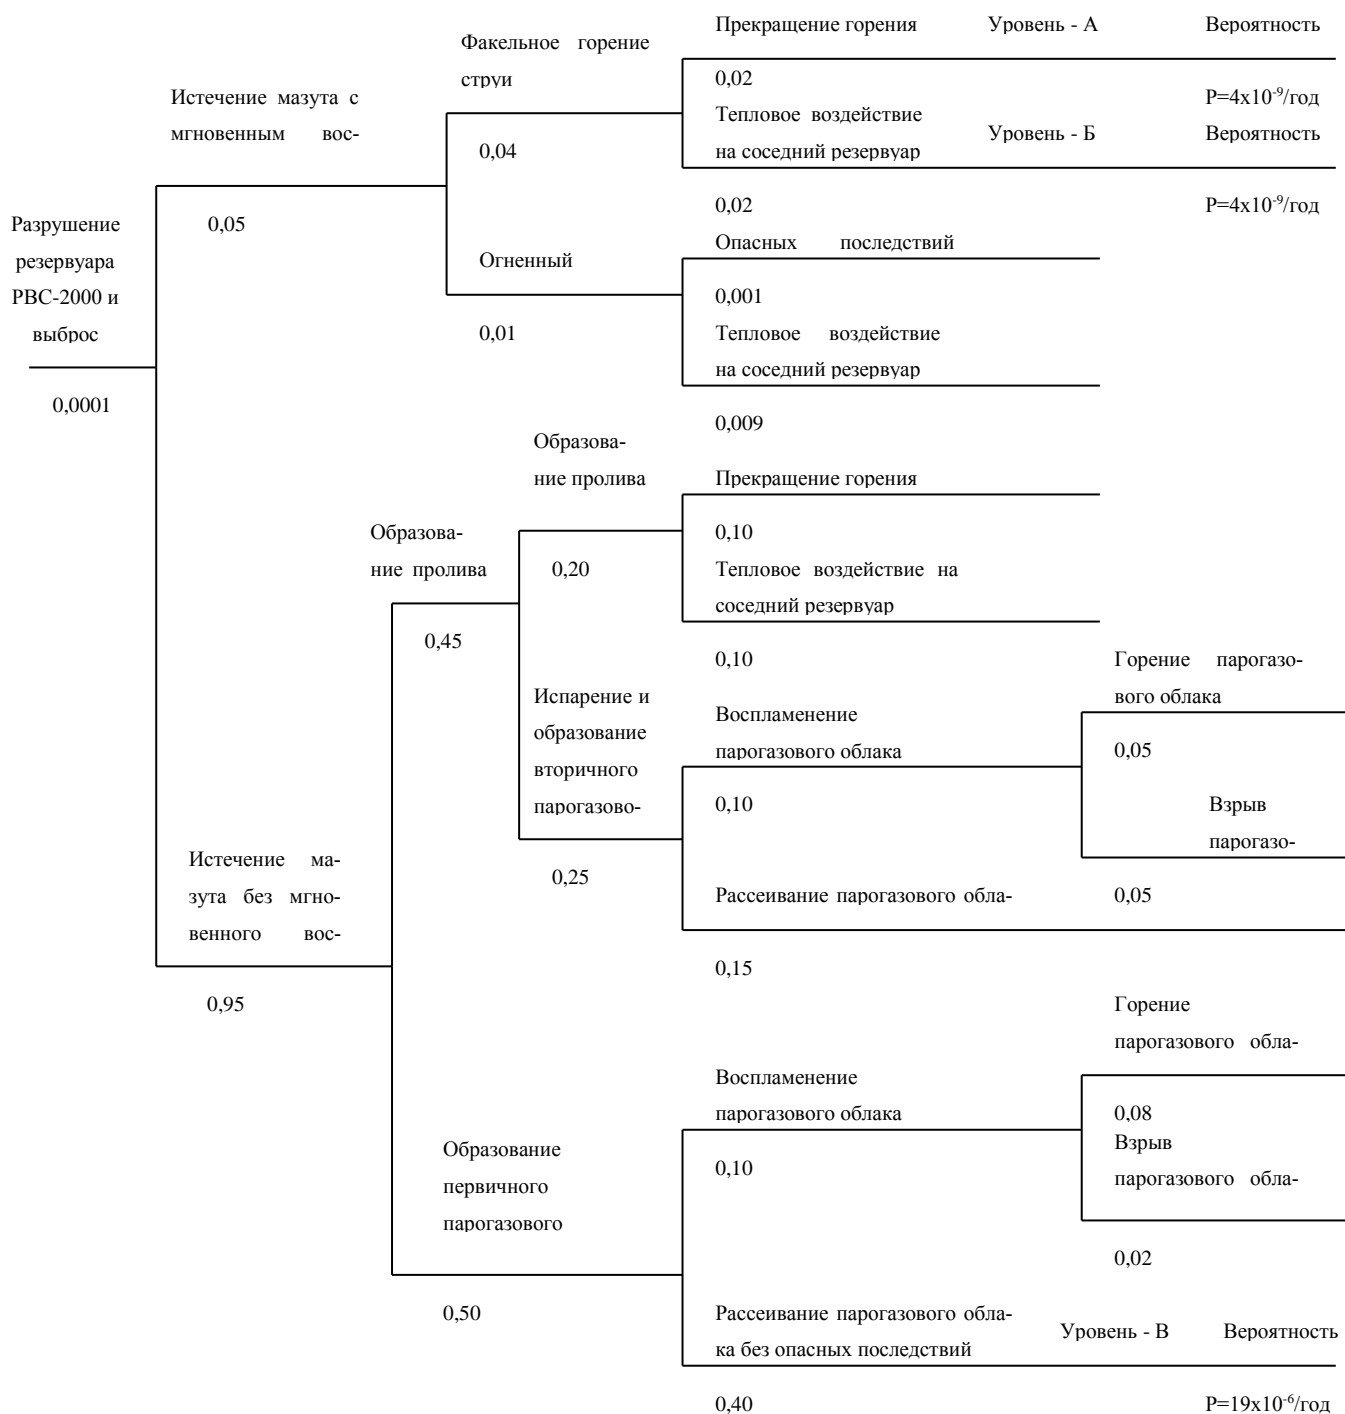 Прекращение горения
Уровень - А
Вероятность
Факельное горение
струи
0,02
Истечение мазута с
мгновенным вос-
Р=4х10⁻⁹/год
Тепловое воздействие
на соседний резервуар
Уровень - Б
Вероятность
0,04
0,05
0,02
Р=4х10⁻⁹/год
Разрушение
резервуара
РВС-2000 и
выброс
0,0001
Огненный
0,01
Опасных последствий
0,001
Тепловое воздействие
на соседний резервуар
0,009
Образова-
ние пролива
Прекращение горения
0,10
Образова-
ние пролива
0,20
Тепловое воздействие на
соседний резервуар
0,45
0,10
Горение парогазо-
вого облака
Испарение и
образование
вторичного
парогазово-
Воспламенение
парогазового облака
0,05
0,10
Взрыв
парогазо-
Истечение ма-
зута без мгно-
венного вос-
0,25
Рассеивание парогазового обла-
0,05
0,15
0,95
Горение
парогазового обла-
Воспламенение
парогазового облака
0,08
Взрыв
парогазового обла-
Образование
первичного
парогазового
0,10
0,02
0,50
Рассеивание парогазового обла-
ка без опасных последствий
Уровень - В
Вероятность
0,40
Р=19х10⁻⁶/год